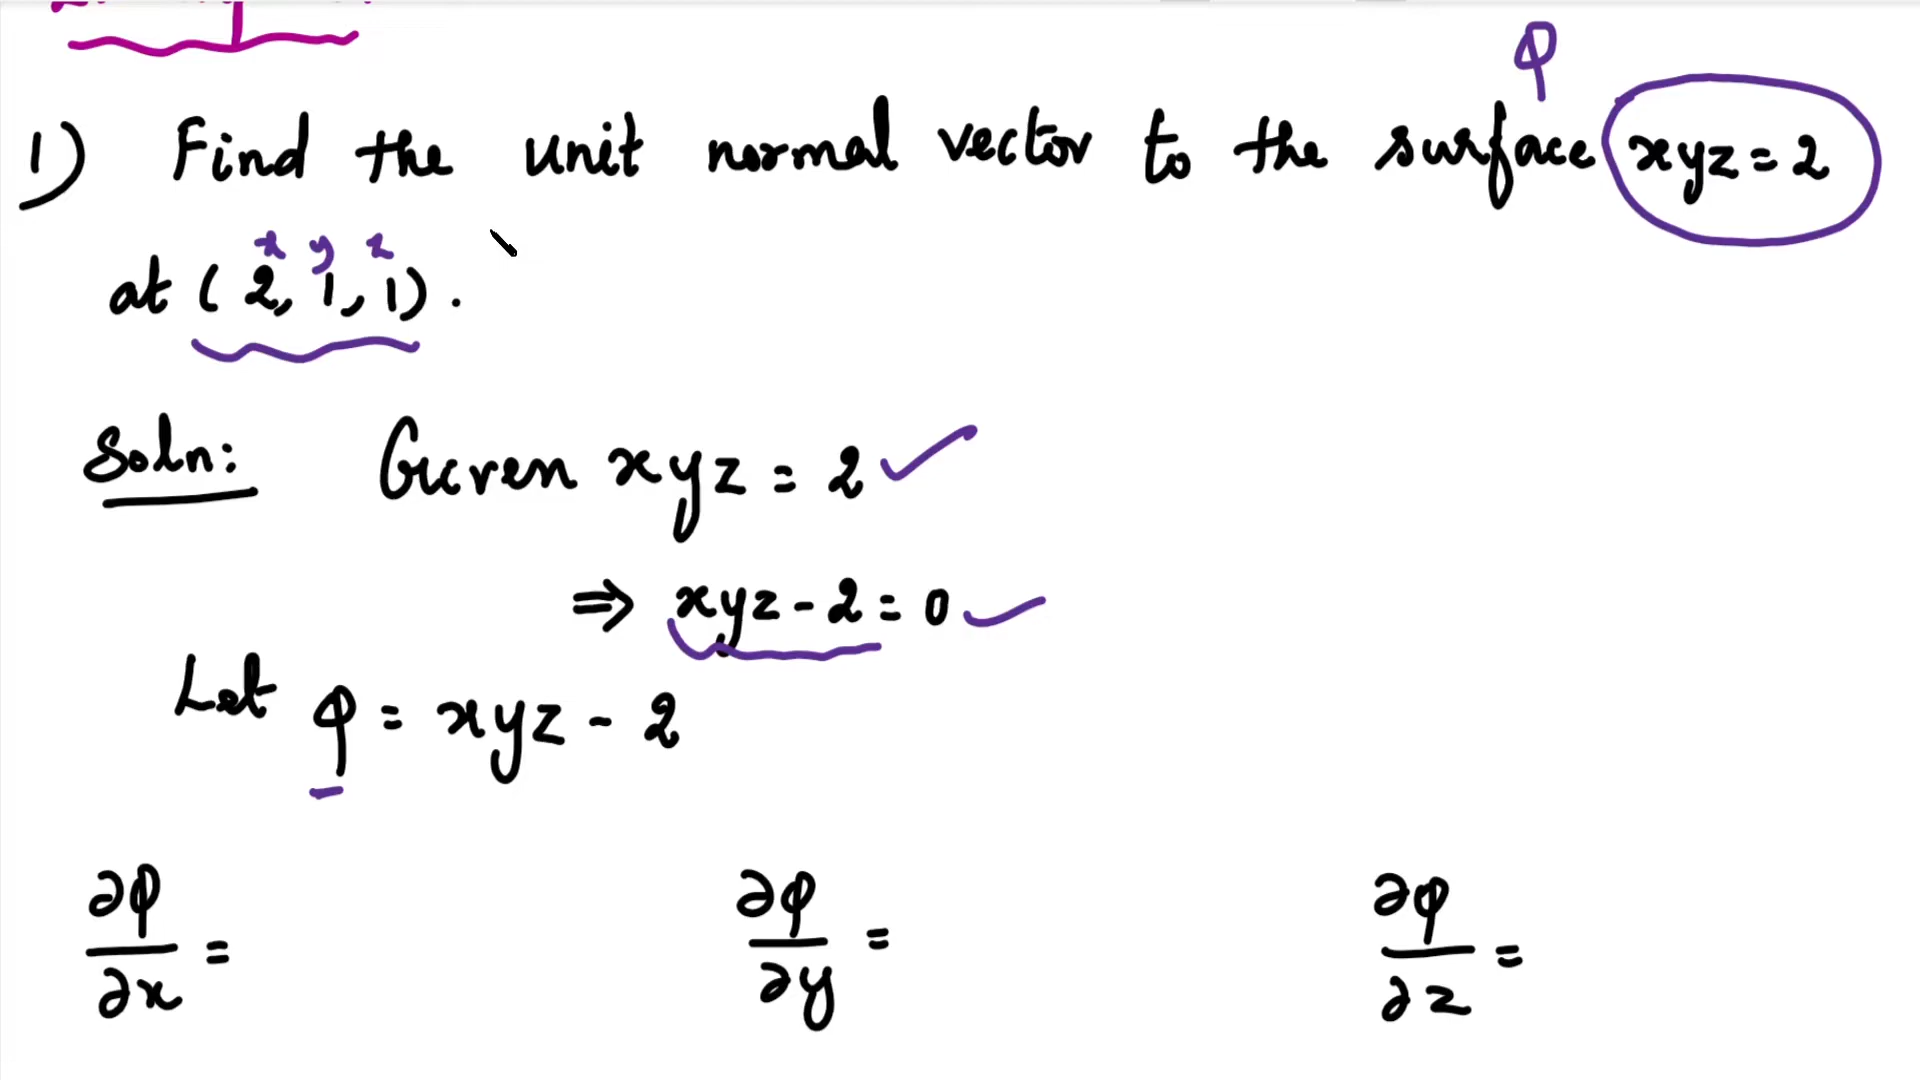 φ
1) Find the unit normal vector to the surface xyz = 2
x y z
at (2, 1, 1).
Soln: Given xyz = 2
⇒ xyz - 2 = 0
Let φ = xyz - 2
∂φ/∂x = ∂φ/∂y = ∂φ/∂z =